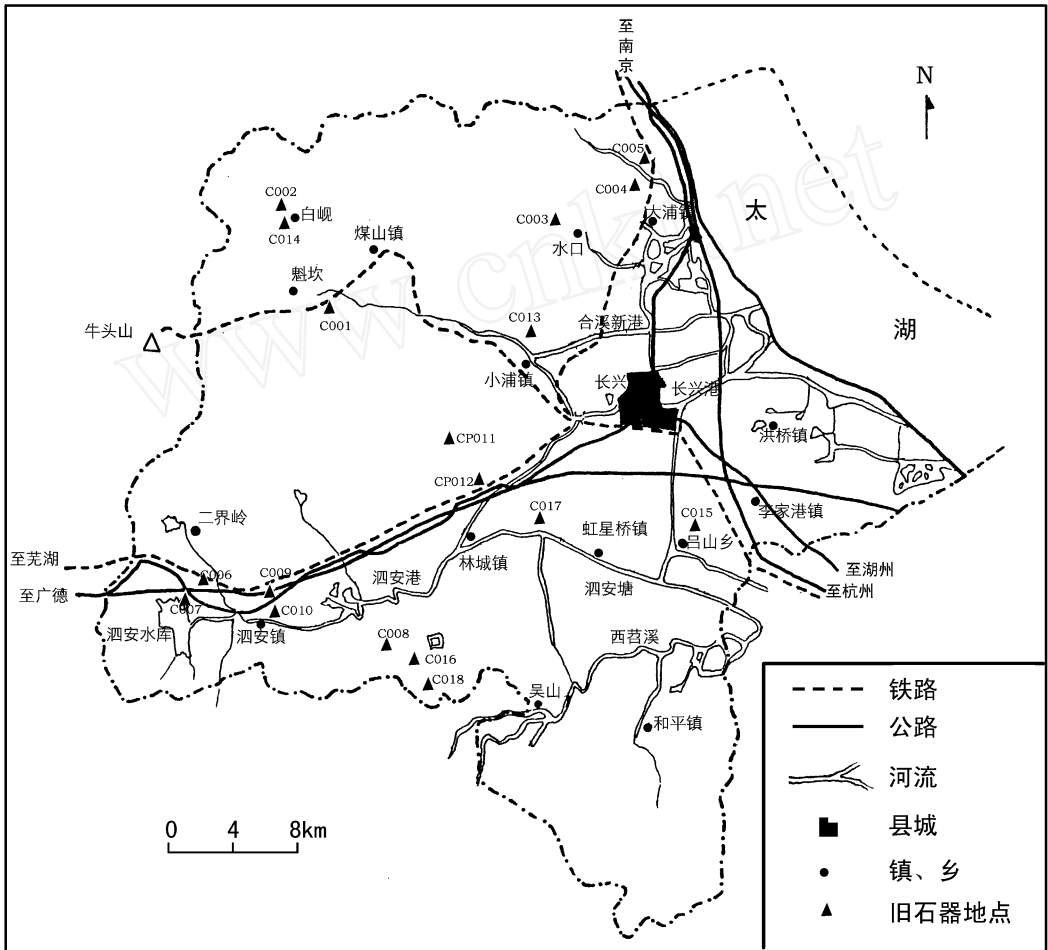 至南京
N
www.cnki.net
C005
C004
C002
白岘
C014
C003
大浦镇
太
湖
煤山镇
水口
魁坎
C001
牛头山
C013
合溪新港
小浦镇
长兴
长兴港
CP011
洪桥镇
CP012
二界岭
C017
虹星桥镇
C015
李家港镇
吕山乡
林城镇
至芜湖
至广德
C006
C009
泗安港
泗安塘
至湖州
至杭州
C007
C010
泗安水库
泗安镇
C008
C016
C018
西苕溪
吴山
和平镇
0 4 8km
铁路
公路
河流
县城
镇、乡
旧石器地点